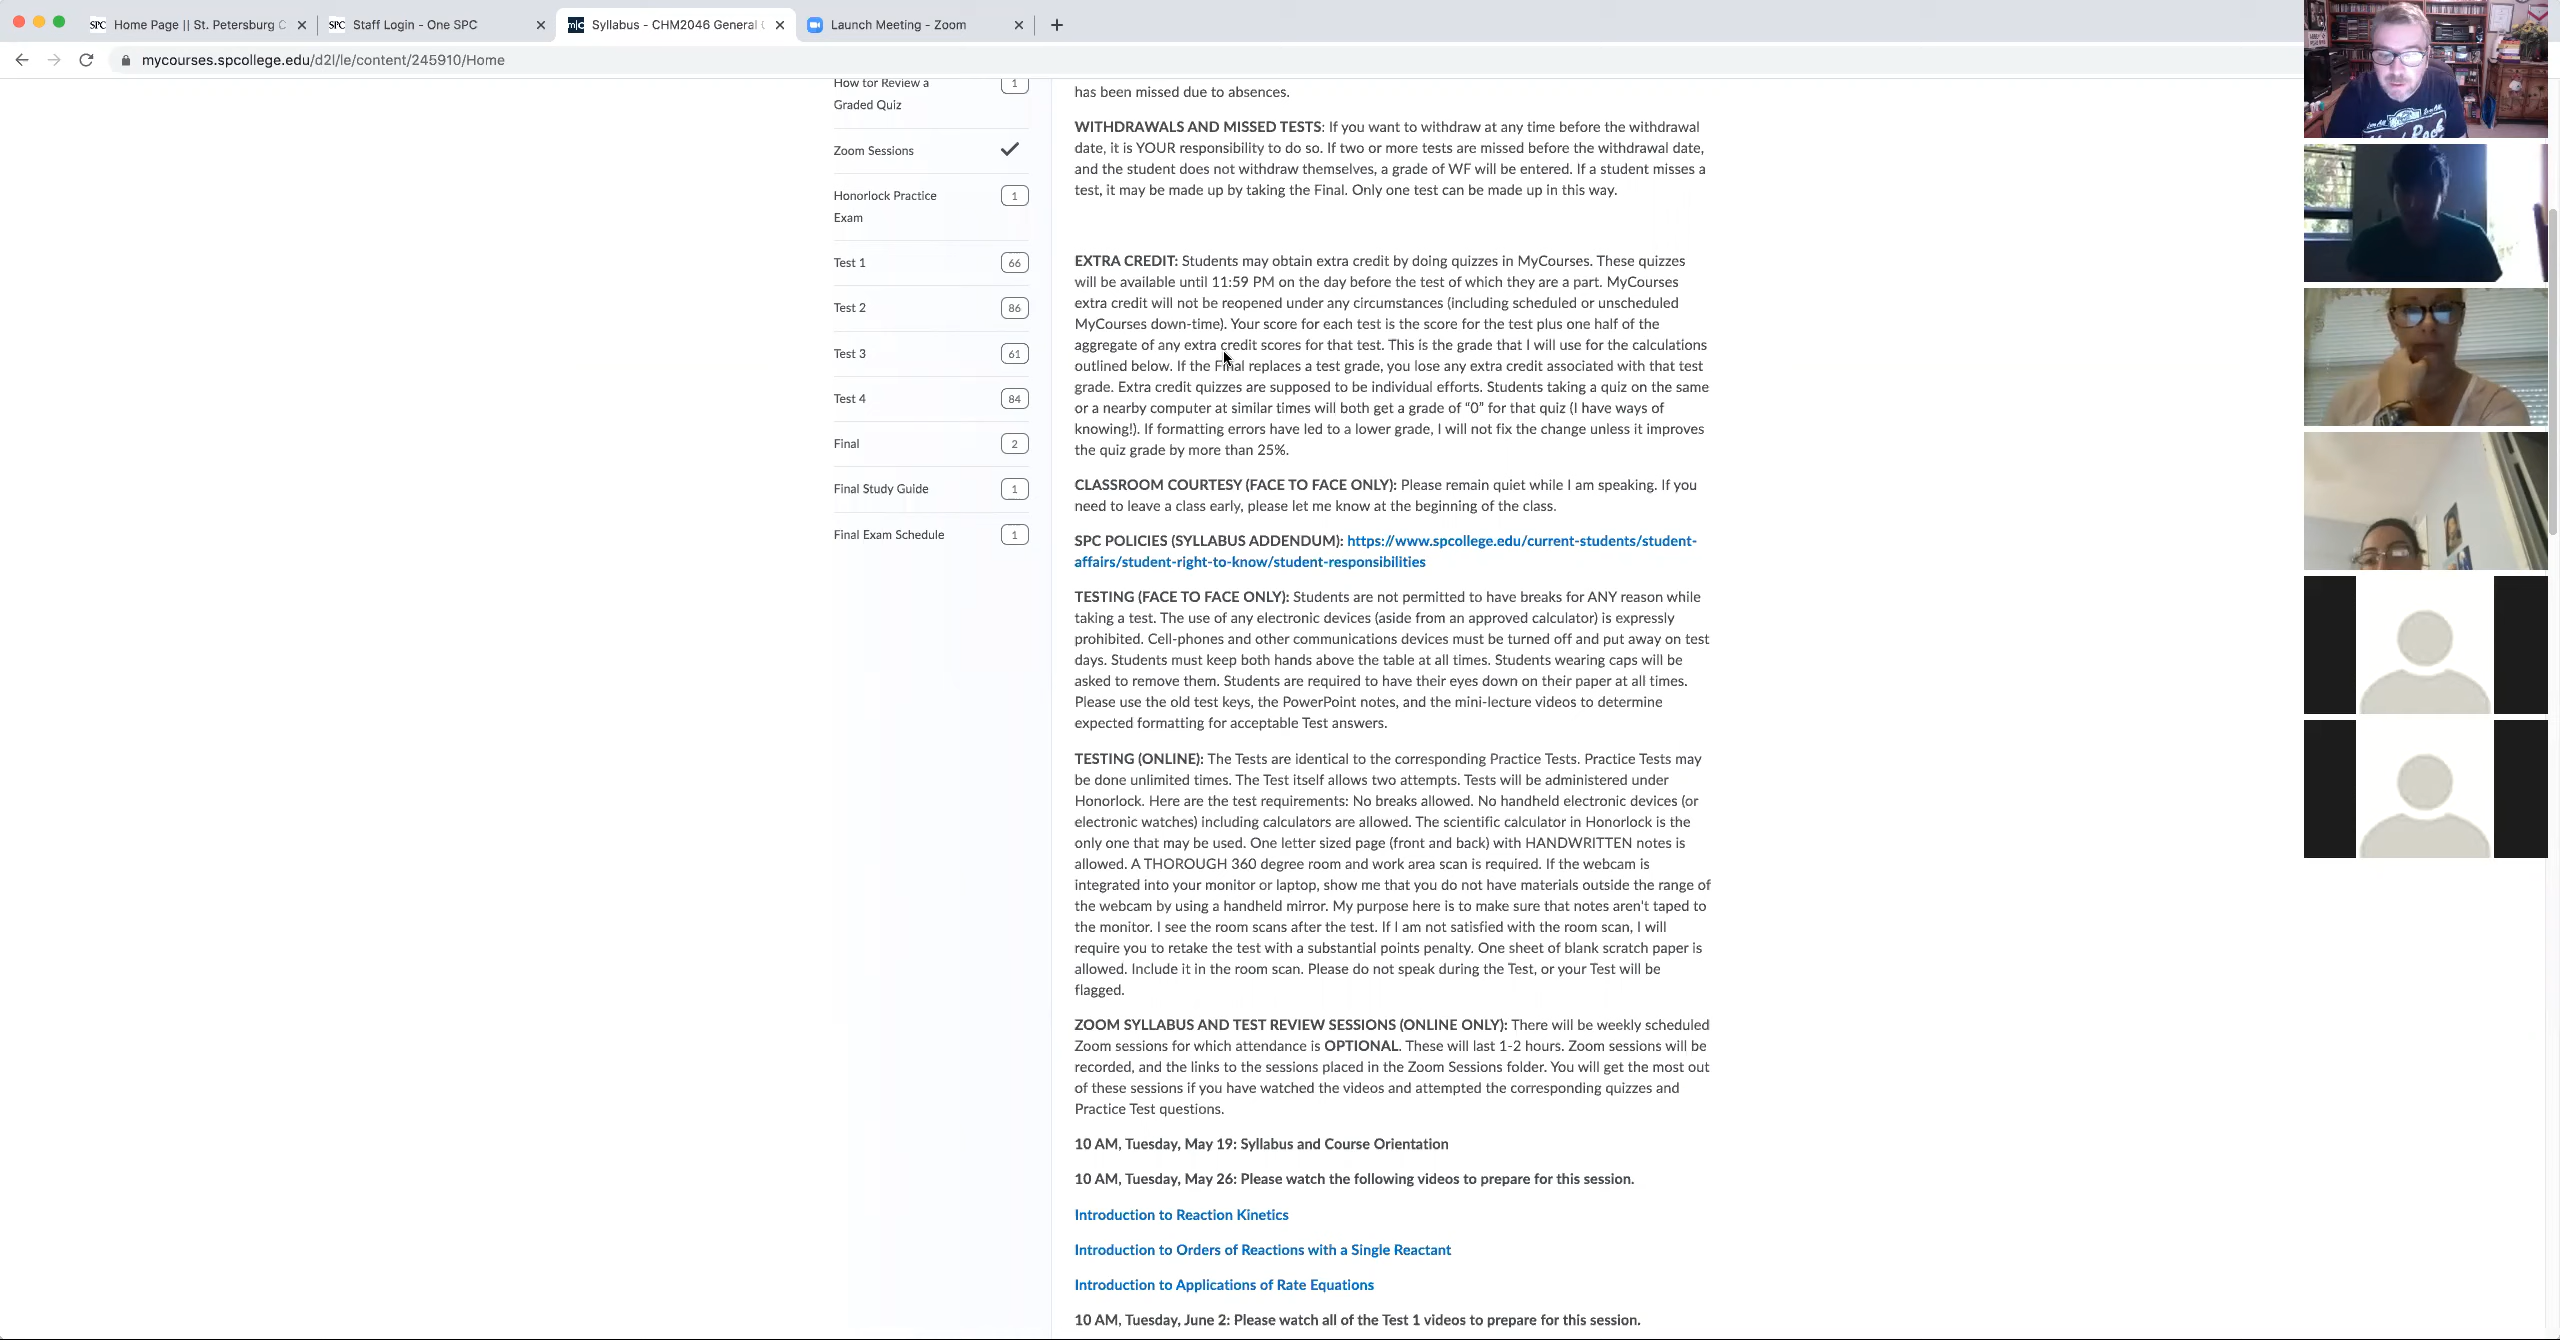 Home Page || St. Petersburg C
Staff Login - One SPC
Syllabus - CHM2046 General
Launch Meeting - Zoom
mycourses.spcollege.edu/d2l/le/content/245910/Home
How for Review a
Graded Quiz
1
Zoom Sessions
Honorlock Practice
Exam
1
Test 1
66
Test 2
86
Test 3
61
Test 4
84
Final
2
Final Study Guide
1
Final Exam Schedule
1
has been missed due to absences.
WITHDRAWALS AND MISSED TESTS: If you want to withdraw at any time before the withdrawal
date, it is YOUR responsibility to do so. If two or more tests are missed before the withdrawal date,
and the student does not withdraw themselves, a grade of WF will be entered. If a student misses a
test, it may be made up by taking the Final. Only one test can be made up in this way.
EXTRA CREDIT: Students may obtain extra credit by doing quizzes in MyCourses. These quizzes
will be available until 11:59 PM on the day before the test of which they are a part. MyCourses
extra credit will not be reopened under any circumstances (including scheduled or unscheduled
MyCourses down-time). Your score for each test is the score for the test plus one half of the
aggregate of any extra credit scores for that test. This is the grade that I will use for the calculations
outlined below. If the Final replaces a test grade, you lose any extra credit associated with that test
grade. Extra credit quizzes are supposed to be individual efforts. Students taking a quiz on the same
or a nearby computer at similar times will both get a grade of “0” for that quiz (I have ways of
knowing!). If formatting errors have led to a lower grade, I will not fix the change unless it improves
the quiz grade by more than 25%.
CLASSROOM COURTESY (FACE TO FACE ONLY): Please remain quiet while I am speaking. If you
need to leave a class early, please let me know at the beginning of the class.
SPC POLICIES (SYLLABUS ADDENDUM): https://www.spcollege.edu/current-students/student-
affairs/student-right-to-know/student-responsibilities
TESTING (FACE TO FACE ONLY): Students are not permitted to have breaks for ANY reason while
taking a test. The use of any electronic devices (aside from an approved calculator) is expressly
prohibited. Cell-phones and other communications devices must be turned off and put away on test
days. Students must keep both hands above the table at all times. Students wearing caps will be
asked to remove them. Students are required to have their eyes down on their paper at all times.
Please use the old test keys, the PowerPoint notes, and the mini-lecture videos to determine
expected formatting for acceptable Test answers.
TESTING (ONLINE): The Tests are identical to the corresponding Practice Tests. Practice Tests may
be done unlimited times. The Test itself allows two attempts. Tests will be administered under
Honorlock. Here are the test requirements: No breaks allowed. No handheld electronic devices (or
electronic watches) including calculators are allowed. The scientific calculator in Honorlock is the
only one that may be used. One letter sized page (front and back) with HANDWRITTEN notes is
allowed. A THOROUGH 360 degree room and work area scan is required. If the webcam is
integrated into your monitor or laptop, show me that you do not have materials outside the range of
the webcam by using a handheld mirror. My purpose here is to make sure that notes aren't taped to
the monitor. I see the room scans after the test. If I am not satisfied with the room scan, I will
require you to retake the test with a substantial points penalty. One sheet of blank scratch paper is
allowed. Include it in the room scan. Please do not speak during the Test, or your Test will be
flagged.
ZOOM SYLLABUS AND TEST REVIEW SESSIONS (ONLINE ONLY): There will be weekly scheduled
Zoom sessions for which attendance is OPTIONAL. These will last 1-2 hours. Zoom sessions will be
recorded, and the links to the sessions placed in the Zoom Sessions folder. You will get the most out
of these sessions if you have watched the videos and attempted the corresponding quizzes and
Practice Test questions.
10 AM, Tuesday, May 19: Syllabus and Course Orientation
10 AM, Tuesday, May 26: Please watch the following videos to prepare for this session.
Introduction to Reaction Kinetics
Introduction to Orders of Reactions with a Single Reactant
Introduction to Applications of Rate Equations
10 AM, Tuesday, June 2: Please watch all of the Test 1 videos to prepare for this session.